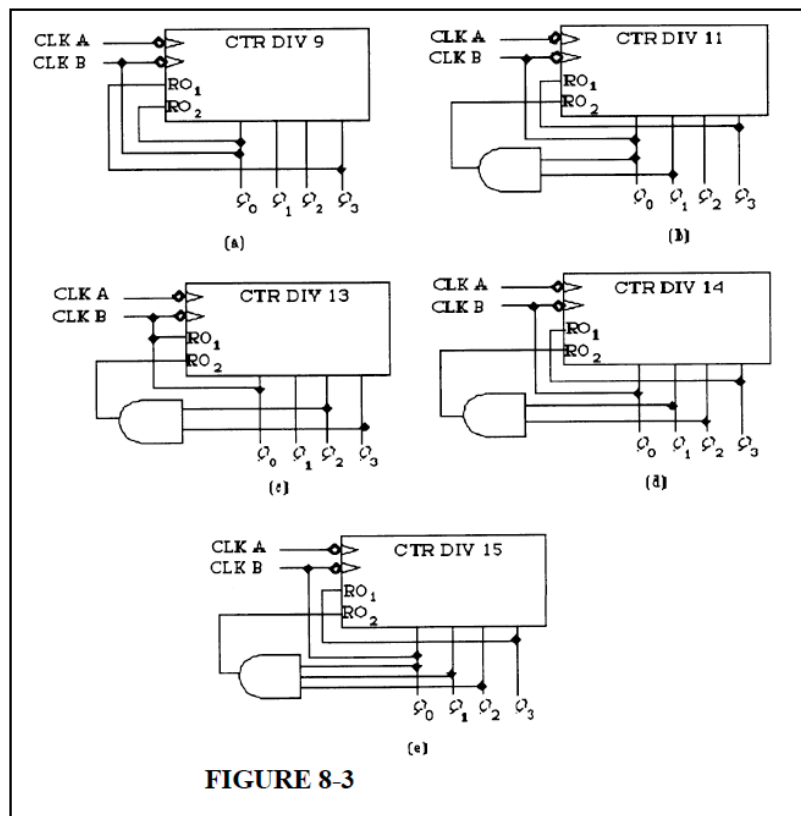 CLK A
CLK B
CTR DIV 9
RO1
RO2
Q0 Q1 Q2 Q3
(a)
CLK A
CLK B
CTR DIV 11
RO1
RO2
Q0 Q1 Q2 Q3
(b)
CLK A
CLK B
CTR DIV 13
RO1
RO2
Q0 Q1 Q2 Q3
(c)
CLK A
CLK B
CTR DIV 14
RO1
RO2
Q0 Q1 Q2 Q3
(d)
CLK A
CLK B
CTR DIV 15
RO1
RO2
Q0 Q1 Q2 Q3
(e)
FIGURE 8-3